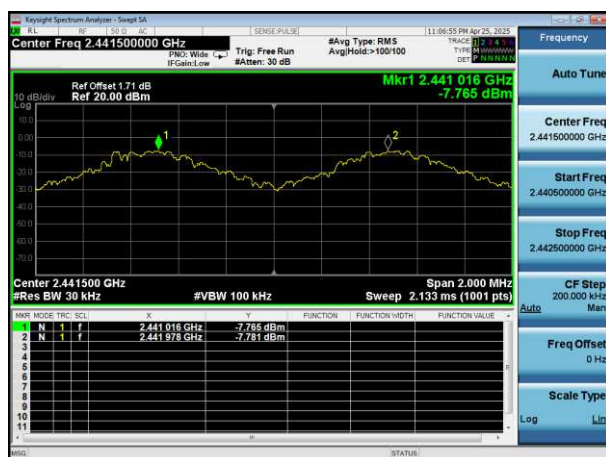 Keysight Spectrum Analyzer - Swept SA
RL RF 50 Ω AC SENSE:PULSE 11:06:55 PM Apr 25, 2025
Center Freq 2.441500000 GHz
PNO: Wide
IFGain:Low
Trig: Free Run
#Atten: 30 dB
#Avg Type: RMS
Avg|Hold:>100/100
TRACE 1 2 3 4 5 6
TYPE M W W W W W
DET P N N N N N
Frequency
Auto Tune
Center Freq
2.441500000 GHz
Start Freq
2.440500000 GHz
Stop Freq
2.442500000 GHz
CF Step
200.000 kHz
Auto Man
Freq Offset
0 Hz
Scale Type
Log Lin
Mkr1 2.441 016 GHz
-7.765 dBm
Ref Offset 1.71 dB
10 dB/div Ref 20.00 dBm
Log
10.0
0.00
-10.0
-20.0
-30.0
-40.0
-50.0
-60.0
-70.0
1
2
Center 2.441500 GHz Span 2.000 MHz
#Res BW 30 kHz #VBW 100 kHz Sweep 2.133 ms (1001 pts)
MKR MODE TRC SCL X Y FUNCTION FUNCTION WIDTH FUNCTION VALUE
1 N 1 f 2.441 016 GHz -7.765 dBm
2 N 1 f 2.441 978 GHz -7.781 dBm
3
4
5
6
7
8
9
10
11
MSG STATUS